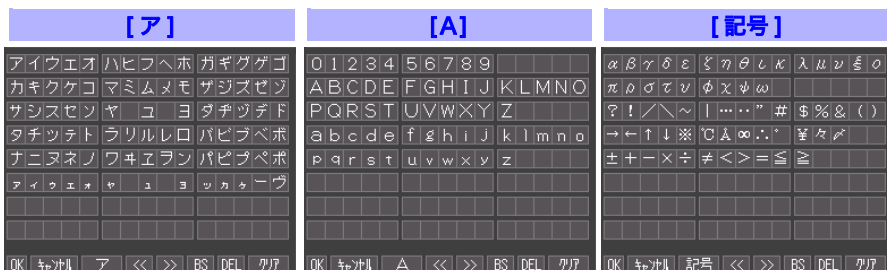 [ア]
アイウエオ ハヒフヘホ ガギグゲゴ
カキクケコ マミムメモ ザジズゼゾ
サシスセソ ヤ ユ ヨ ダヂヅデド
タチツテト ラリルレロ バビブベボ
ナニヌネノ ワヰヱヲン パピプペポ
ァィゥェォ ャ ュ ョ ッヵヶーヴ
OK キャンセル ア << >> BS DEL クリア
[A]
01234 56789
ABCDE FGHIJ KLMNO
PQRST UVWXY Z
abcde fghij klmno
pqrst uvwxy z
OK キャンセル A << >> BS DEL クリア
[記号]
αβγδε ζηθικ λμνξο
πρστυ φχψω
?!/\~ |…‥"# $%&()
→←↑↓※ ℃Å∞∴° ¥々〆
±+-×÷ ≠<>=≦ ≧
OK キャンセル 記号 << >> BS DEL クリア